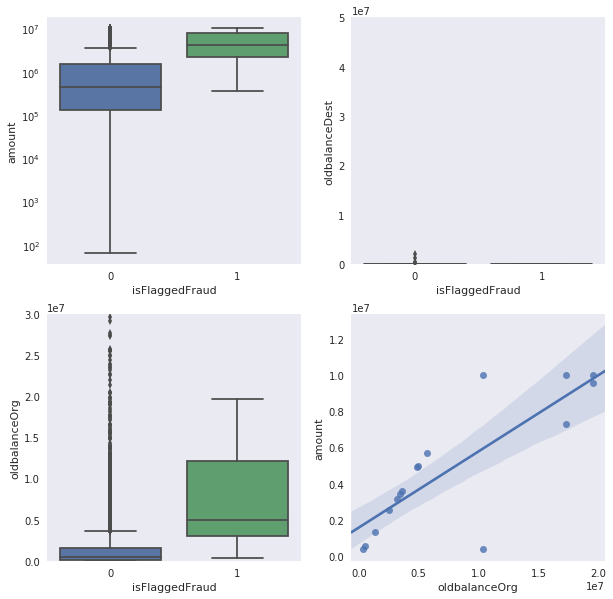 10^7
10^6
10^5
10^4
10^3
10^2
amount
0 1
isFlaggedFraud
1e7
5
4
3
2
1
0
oldbalanceDest
0 1
isFlaggedFraud
1e7
3.0
2.5
2.0
1.5
1.0
0.5
0.0
oldbalanceOrg
0 1
isFlaggedFraud
1e7
1.2
1.0
0.8
0.6
0.4
0.2
0.0
amount
0.0 0.5 1.0 1.5 2.0
oldbalanceOrg
1e7